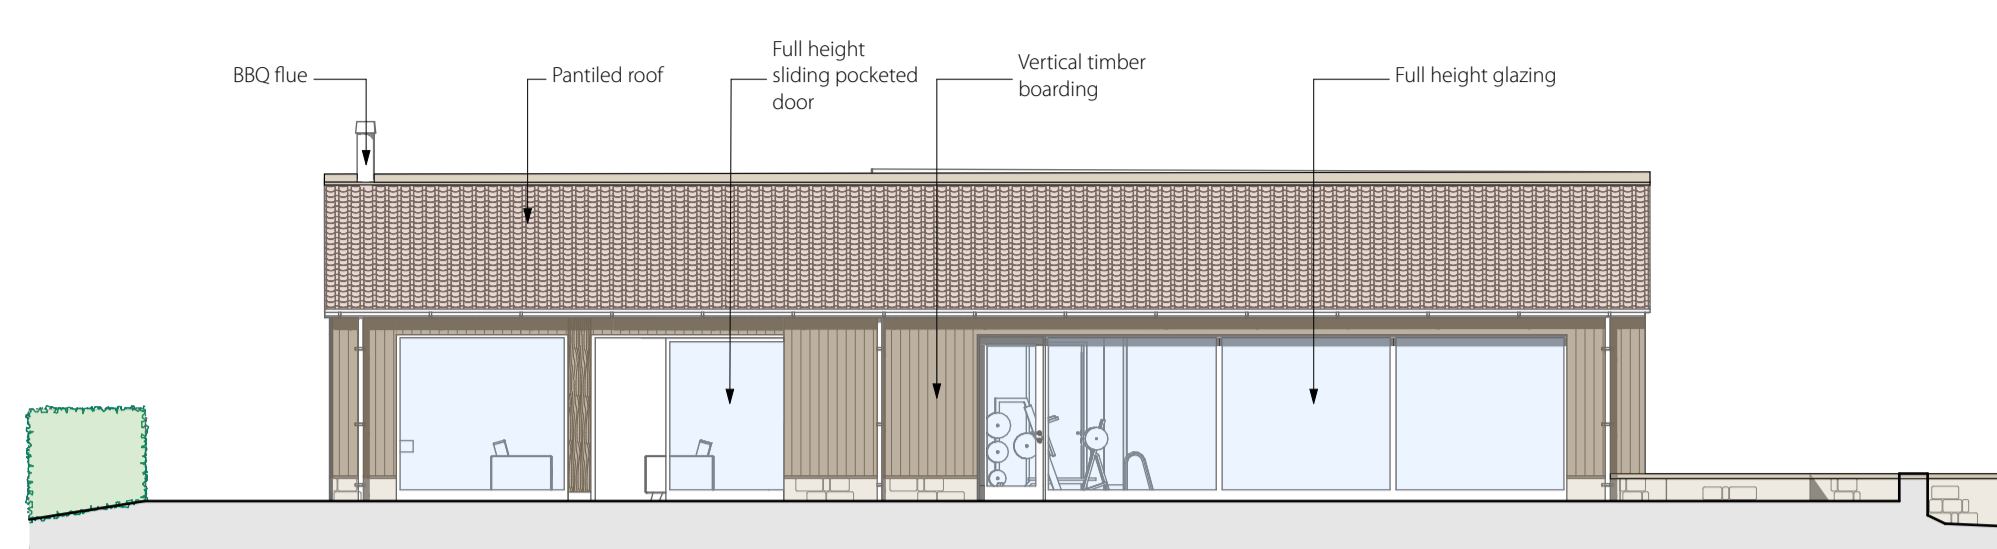 BBQ flue
Pantiled roof
Full height
sliding pocketed
door
Vertical timber
boarding
Full height glazing